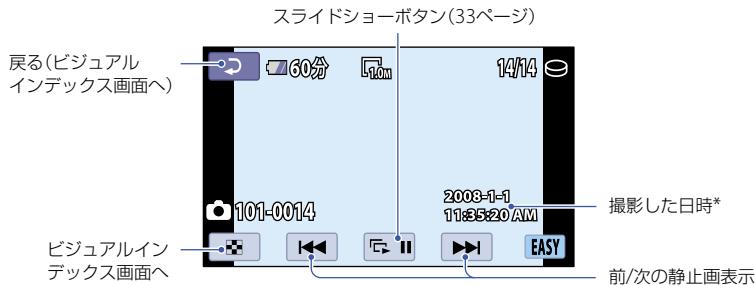 スライドショーボタン（33ページ）
戻る（ビジュアル
インデックス画面へ）
60分
1.0M
14/14
101-0014
2008-1-1
11:35:20 AM
撮影した日時*
ビジュアルイン
デックス画面へ
EASY
前/次の静止画表示